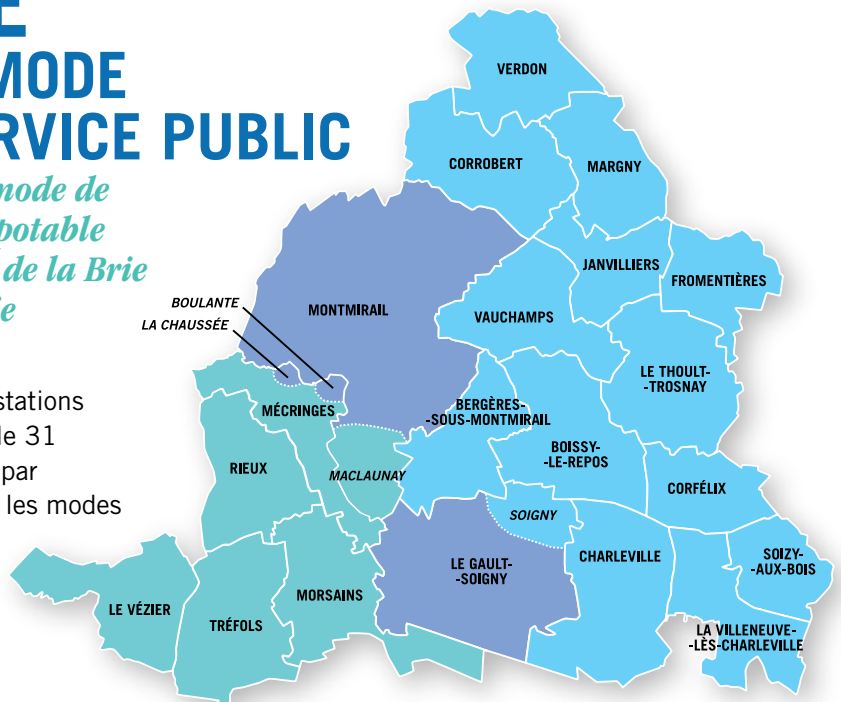 E
MODE
RVICE PUBLIC
mode de
potable
de la Brie
ie
stations
de 31
par
les modes
VERDON
CORROBERT
MARGNY
JANVILLIERS
FROMENTIÈRES
BOULANTE
MONTMIRAIL
VAUCHAMPS
LA CHAUSSÉE
LE THOULT-
-TROSNAY
MÉCRINGES
BERGÈRES-
-SOUS-MONTMIRAIL
BOISSY-
-LE-REPOS
RIEUX
MACLAUNAY
CORFÉLIX
SOIGNY
LE GAULT-
-SOIGNY
CHARLEVILLE
SOIZY-
-AUX-BOIS
LE VÉZIER
MORSAINS
TRÉFOLS
LA VILLENEUVE-
-LÈS-CHARLEVILLE